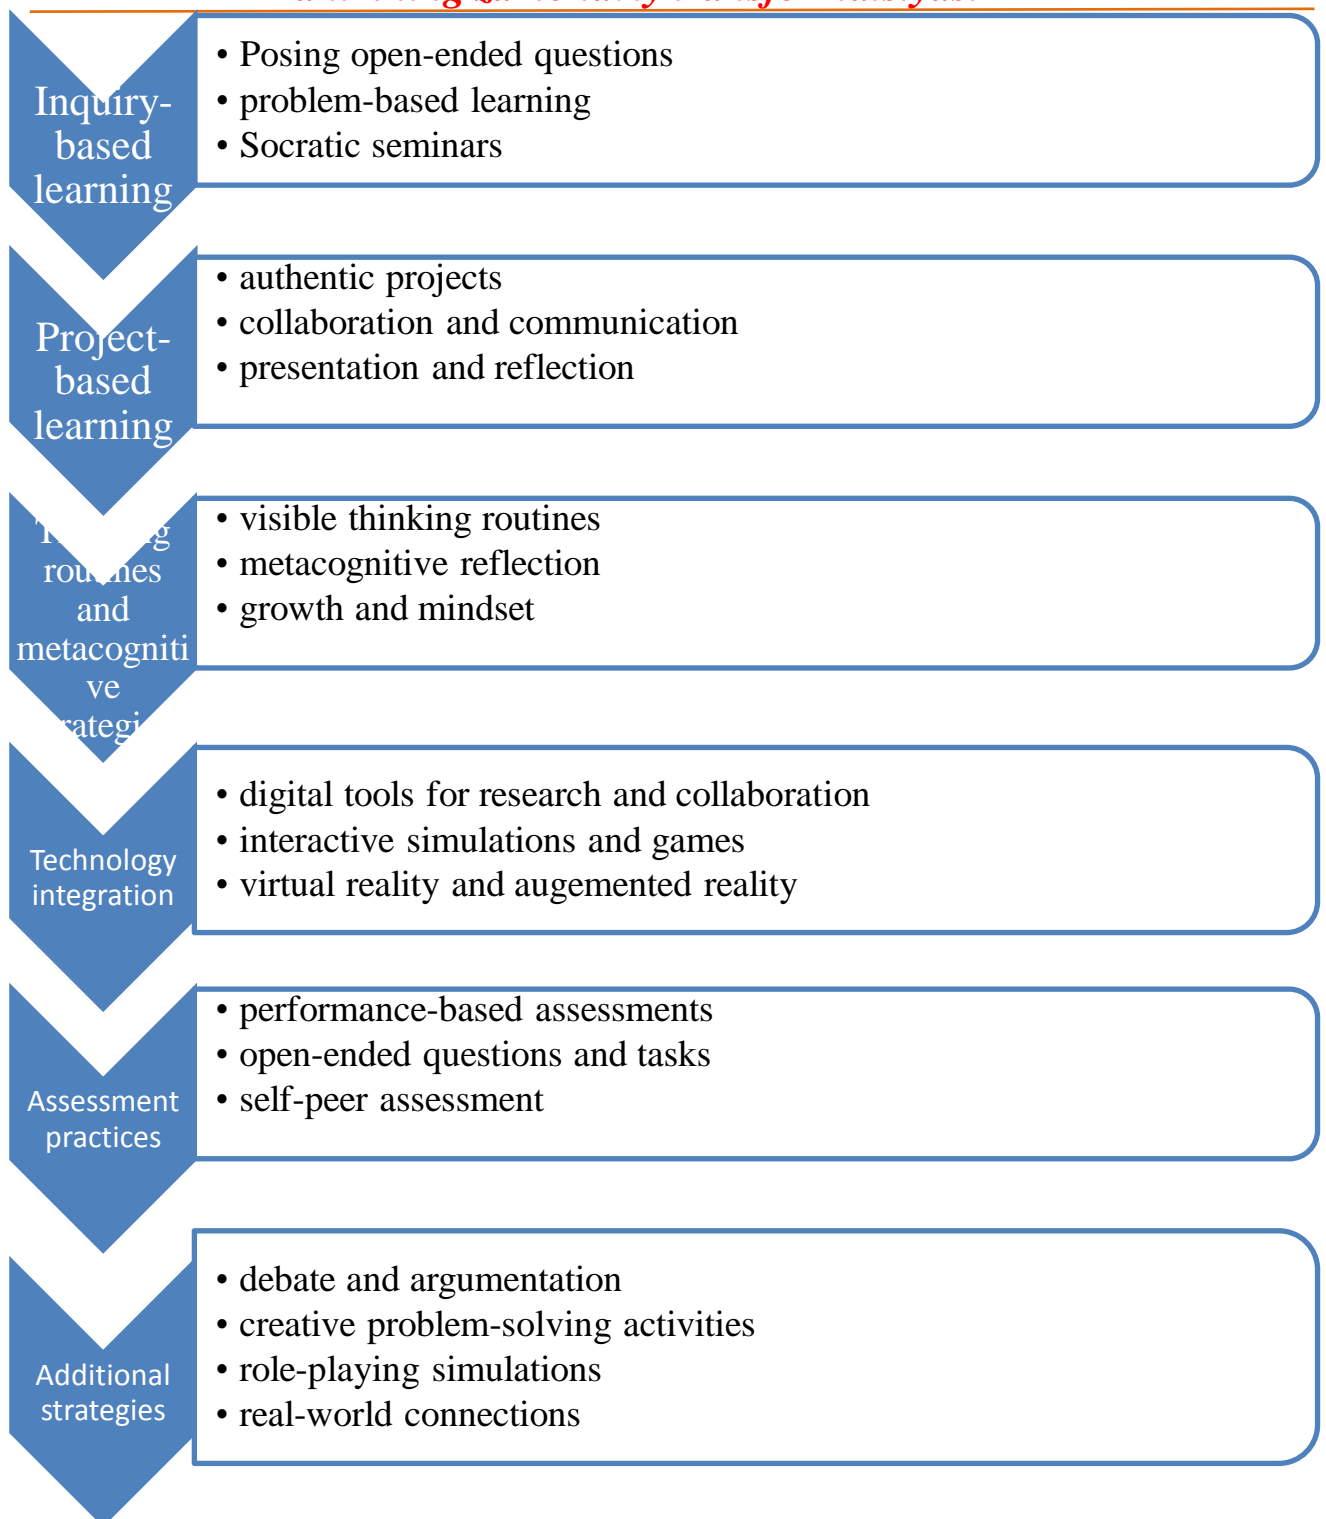 Inquiry-
based
learning
• Posing open-ended questions
• problem-based learning
• Socratic seminars
Project-
based
learning
• authentic projects
• collaboration and communication
• presentation and reflection
routines
and
metacogniti
ve
• visible thinking routines
• metacognitive reflection
• growth and mindset
Technology
integration
• digital tools for research and collaboration
• interactive simulations and games
• virtual reality and augemented reality
Assessment
practices
• performance-based assessments
• open-ended questions and tasks
• self-peer assessment
Additional
strategies
• debate and argumentation
• creative problem-solving activities
• role-playing simulations
• real-world connections